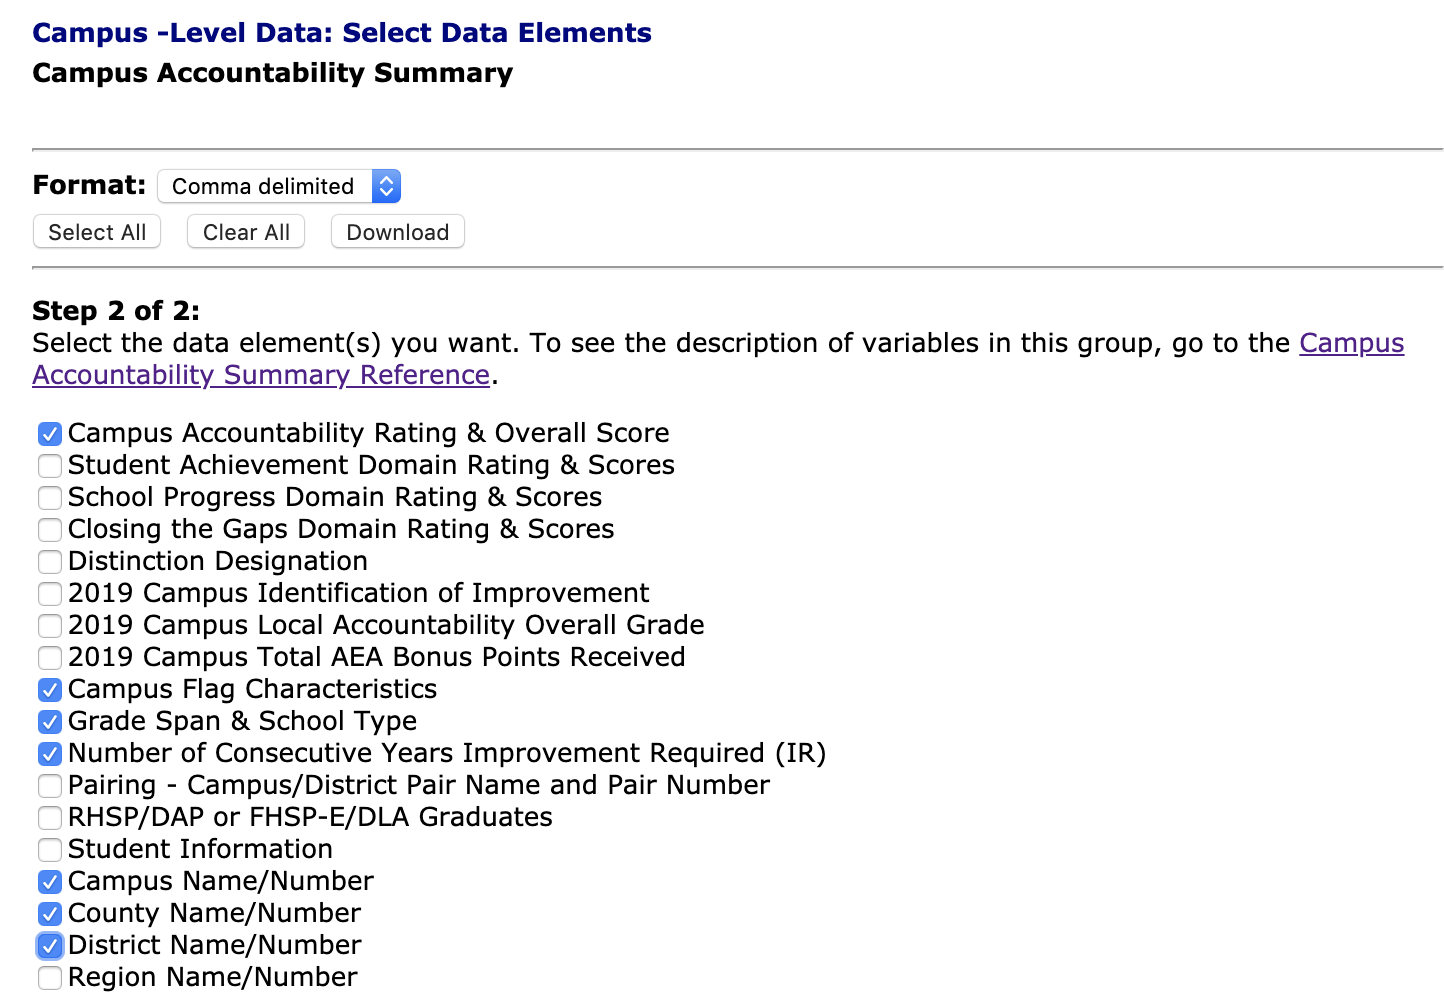 Campus -Level Data: Select Data Elements
Campus Accountability Summary
Format: Comma delimited
Select All Clear All Download
Step 2 of 2:
Select the data element(s) you want. To see the description of variables in this group, go to the Campus
Accountability Summary Reference.
Campus Accountability Rating & Overall Score
Student Achievement Domain Rating & Scores
School Progress Domain Rating & Scores
Closing the Gaps Domain Rating & Scores
Distinction Designation
2019 Campus Identification of Improvement
2019 Campus Local Accountability Overall Grade
2019 Campus Total AEA Bonus Points Received
Campus Flag Characteristics
Grade Span & School Type
Number of Consecutive Years Improvement Required (IR)
Pairing - Campus/District Pair Name and Pair Number
RHSP/DAP or FHSP-E/DLA Graduates
Student Information
Campus Name/Number
County Name/Number
District Name/Number
Region Name/Number